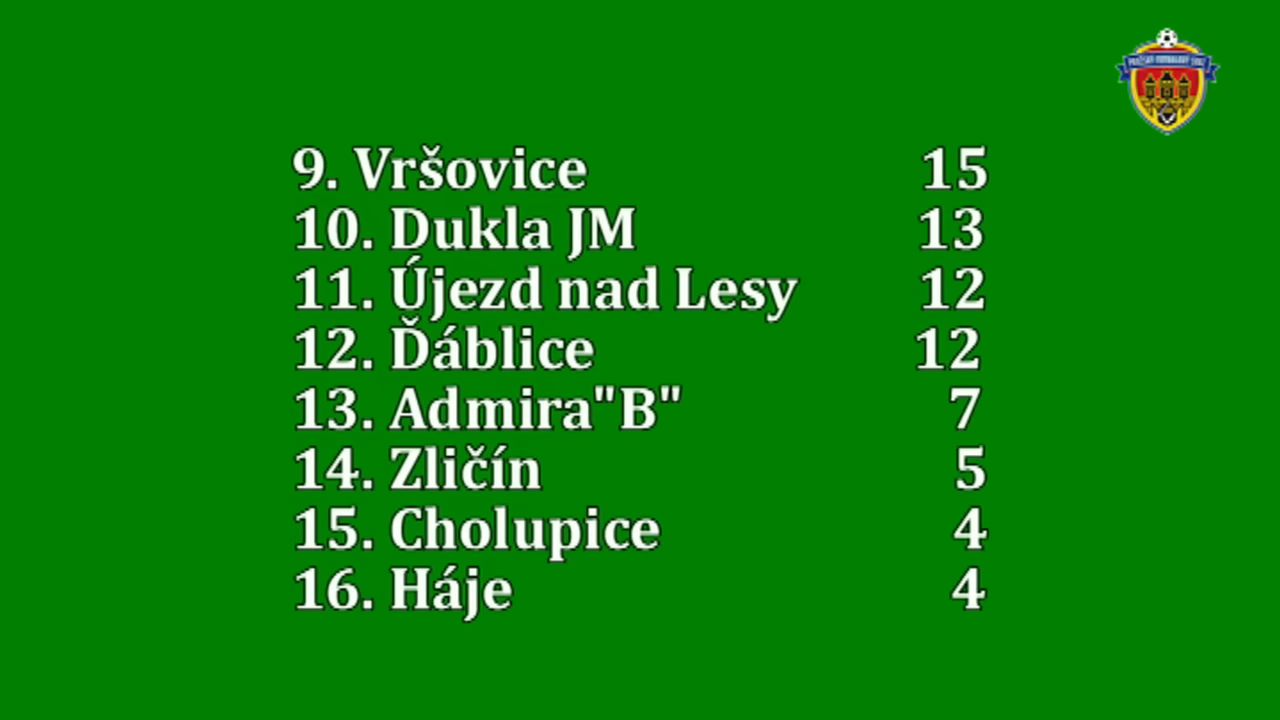 9. Vršovice 15
10. Dukla JM 13
11. Újezd nad Lesy 12
12. Ďáblice 12
13. Admira"B" 7
14. Zličín 5
15. Cholupice 4
16. Háje 4